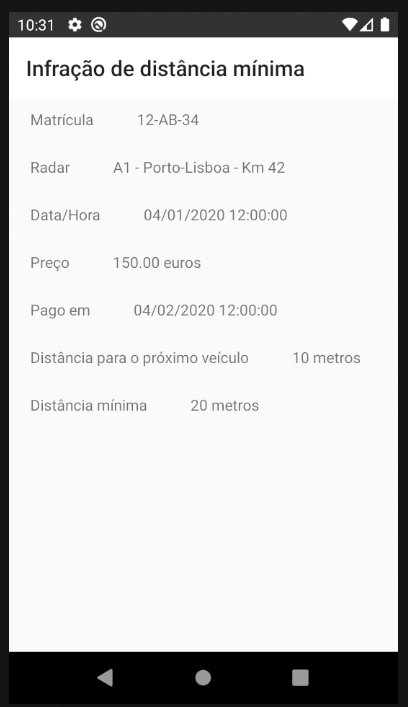 10:31
Infração de distância mínima
Matrícula 12-AB-34
Radar A1 - Porto-Lisboa - Km 42
Data/Hora 04/01/2020 12:00:00
Preço 150.00 euros
Pago em 04/02/2020 12:00:00
Distância para o próximo veículo 10 metros
Distância mínima 20 metros